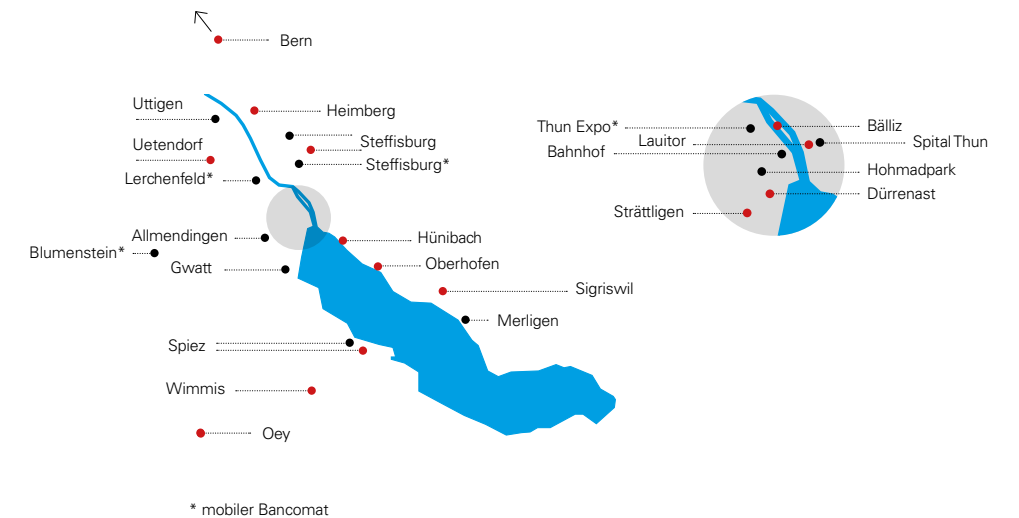 Bern
Uttigen
Heimberg
Uetendorf
Steffisburg
Steffisburg*
Lerchenfeld*
Allmendingen
Hünibach
Blumenstein*
Gwatt
Oberhofen
Sigriswil
Merligen
Spiez
Wimmis
Oey
Thun Expo*
Bälliz
Lauitor
Spital Thun
Bahnhof
Hohmadpark
Dürrenast
Strättligen
* mobiler Bancomat